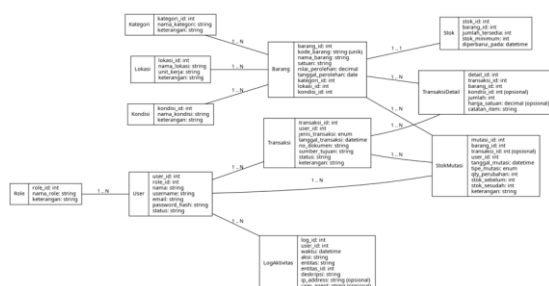 Kategori
kategori_id: int
nama_kategori: string
keterangan: string
Lokasi
lokasi_id: int
nama_lokasi: string
unit_kerja: string
keterangan: string
Kondisi
kondisi_id: int
nama_kondisi: string
keterangan: string
1 .. N
1 .. N
1 .. N
Barang
barang_id: int
kode_barang: string (unik)
nama_barang: string
satuan: string
nilai_perolehan: decimal
tanggal_perolehan: date
kategori_id: int
lokasi_id: int
kondisi_id: int
1 .. 1
1 .. N
1 .. N
Stok
stok_id: int
barang_id: int
jumlah_tersedia: int
stok_minimum: int
diperbarui_pada: datetime
TransaksiDetail
detail_id: int
transaksi_id: int
barang_id: int
kondisi_id: int (opsional)
jumlah: int
harga_satuan: decimal (opsional)
catatan_item: string
Transaksi
transaksi_id: int
user_id: int
jenis_transaksi: enum
tanggal_transaksi: datetime
no_dokumen: string
sumber_tujuan: string
status: string
keterangan: string
1 .. N
StokMutasi
mutasi_id: int
barang_id: int
transaksi_id: int (opsional)
user_id: int
tanggal_mutasi: datetime
tipe_mutasi: enum
qty_perubahan: int
stok_sebelum: int
stok_sesudah: int
keterangan: string
Role
role_id: int
nama_role: string
keterangan: string
1 .. N
User
user_id: int
role_id: int
nama: string
username: string
email: string
password_hash: string
status: string
1 .. N
1 .. N
1 .. N
LogAktivitas
log_id: int
user_id: int
waktu: datetime
aksi: string
entitas: string
entitas_id: int
deskripsi: string
ip_address: string (opsional)